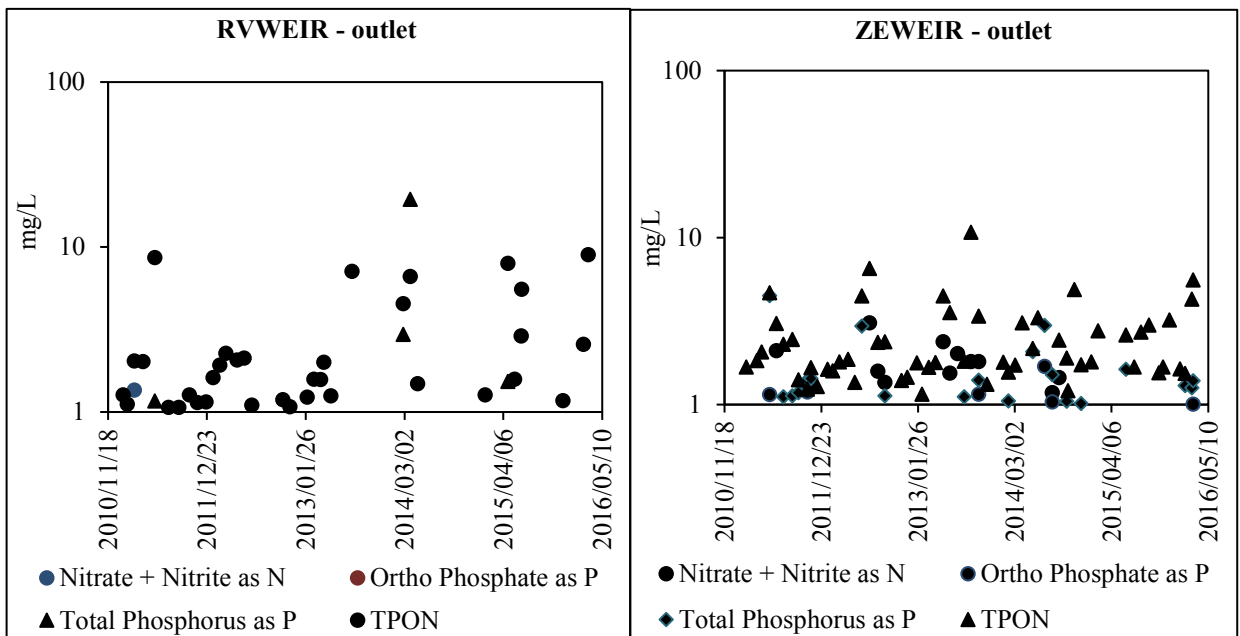 RVWEIR - outlet
100
10
1
mg/L
2010/11/18
2011/12/23
2013/01/26
2014/03/02
2015/04/06
2016/05/10
Nitrate + Nitrite as N
Ortho Phosphate as P
Total Phosphorus as P
TPON
ZEWEIR - outlet
100
10
1
mg/L
2010/11/18
2011/12/23
2013/01/26
2014/03/02
2015/04/06
2016/05/10
Nitrate + Nitrite as N
Ortho Phosphate as P
Total Phosphorus as P
TPON